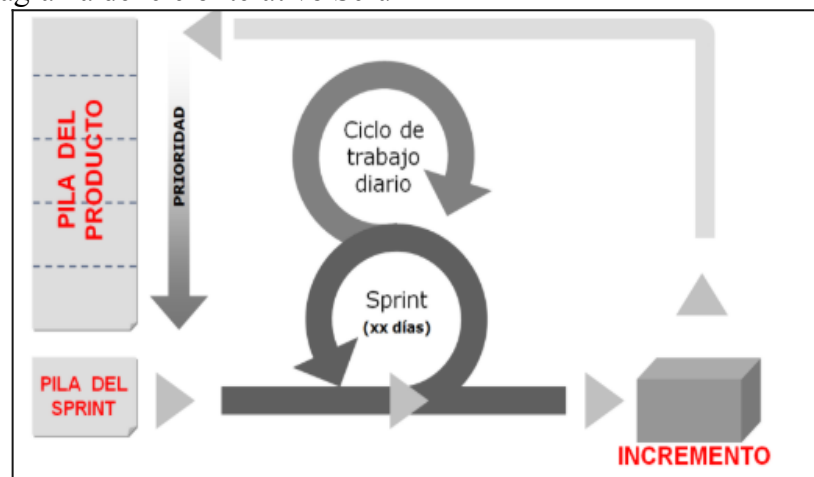 PILA DEL
PRODUCTO
PRIORIDAD
Ciclo de
trabajo
diario
Sprint
(xx días)
PILA DEL
SPRINT
INCREMENTO